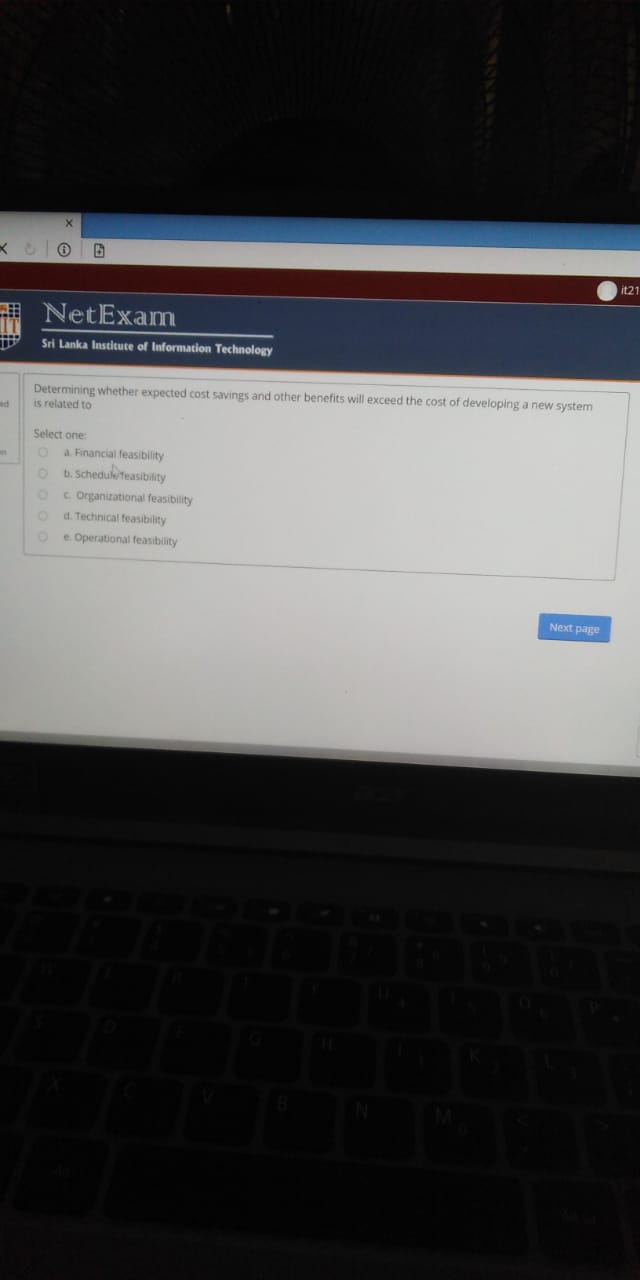 it21
NetExam
Sri Lanka Institute of Information Technology
Determining whether expected cost savings and other benefits will exceed the cost of developing a new system
is related to
Select one:
a. Financial feasibility
b. Schedule feasibility
c. Organizational feasibility
d. Technical feasibility
e. Operational feasibility
Next page
acer
G
H
K
L
X
C
V
B
N
M